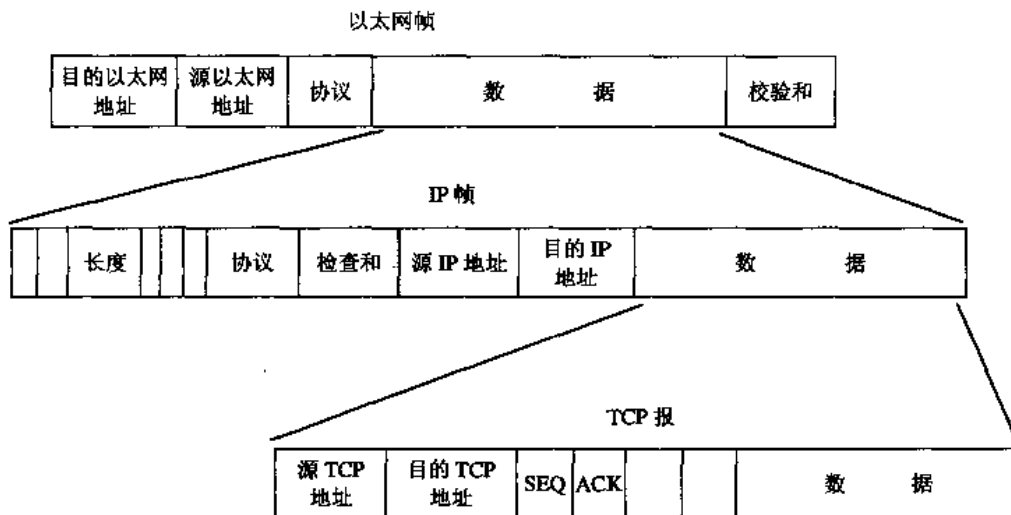 以太网帧
目的以太网 源以太网 协议 数 据 校验和
地址 地址
IP 帧
长度 协议 检查和 源 IP 地址 目的 IP 数 据
地址
TCP 报
源 TCP 目的 TCP SEQ ACK 数 据
地址 地址